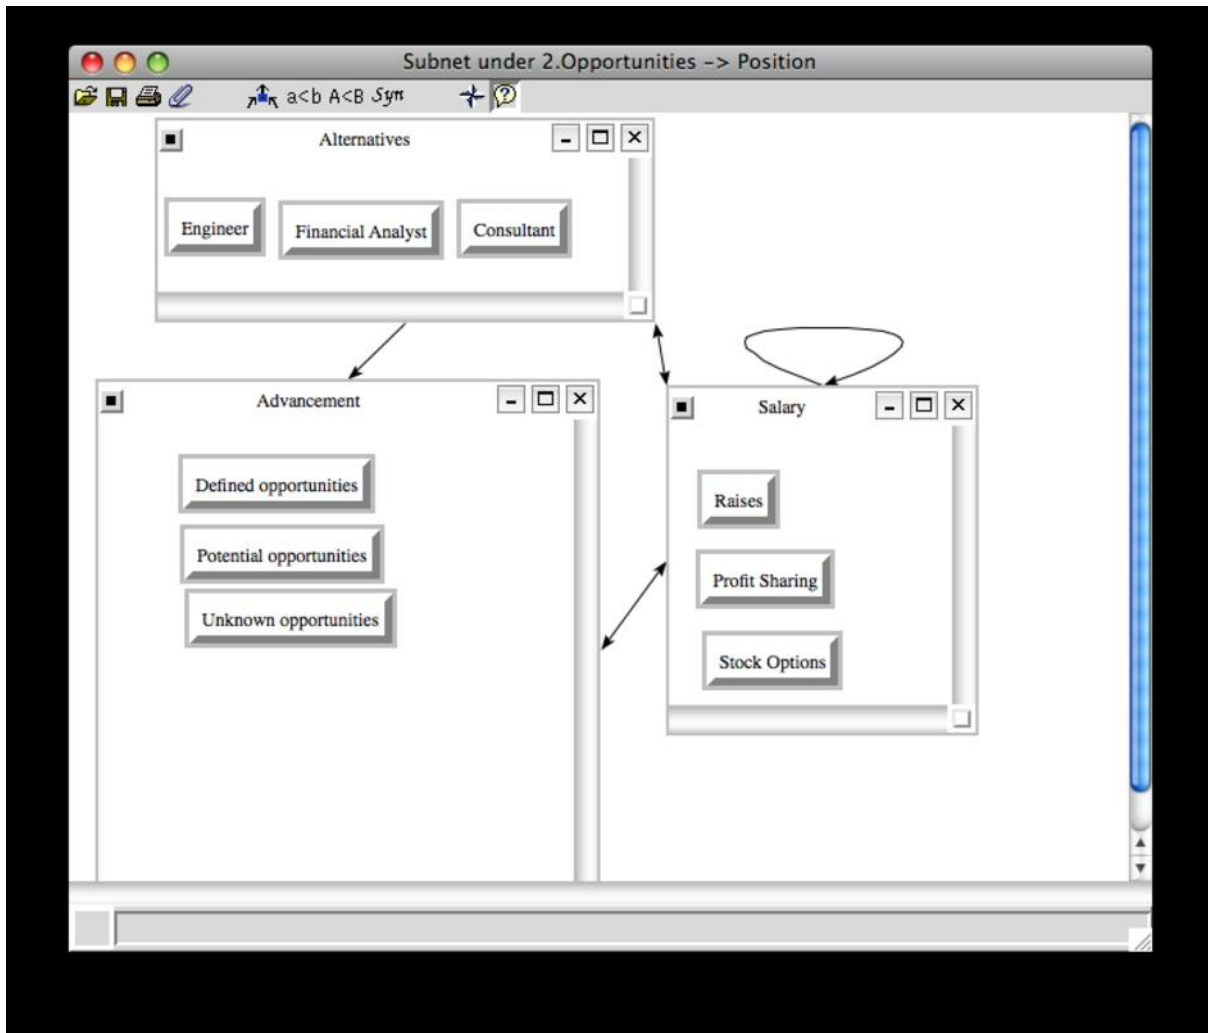 Subnet under 2.Opportunities -> Position
a<b A<B Syn
Alternatives
Engineer
Financial Analyst
Consultant
Advancement
Defined opportunities
Potential opportunities
Unknown opportunities
Salary
Raises
Profit Sharing
Stock Options